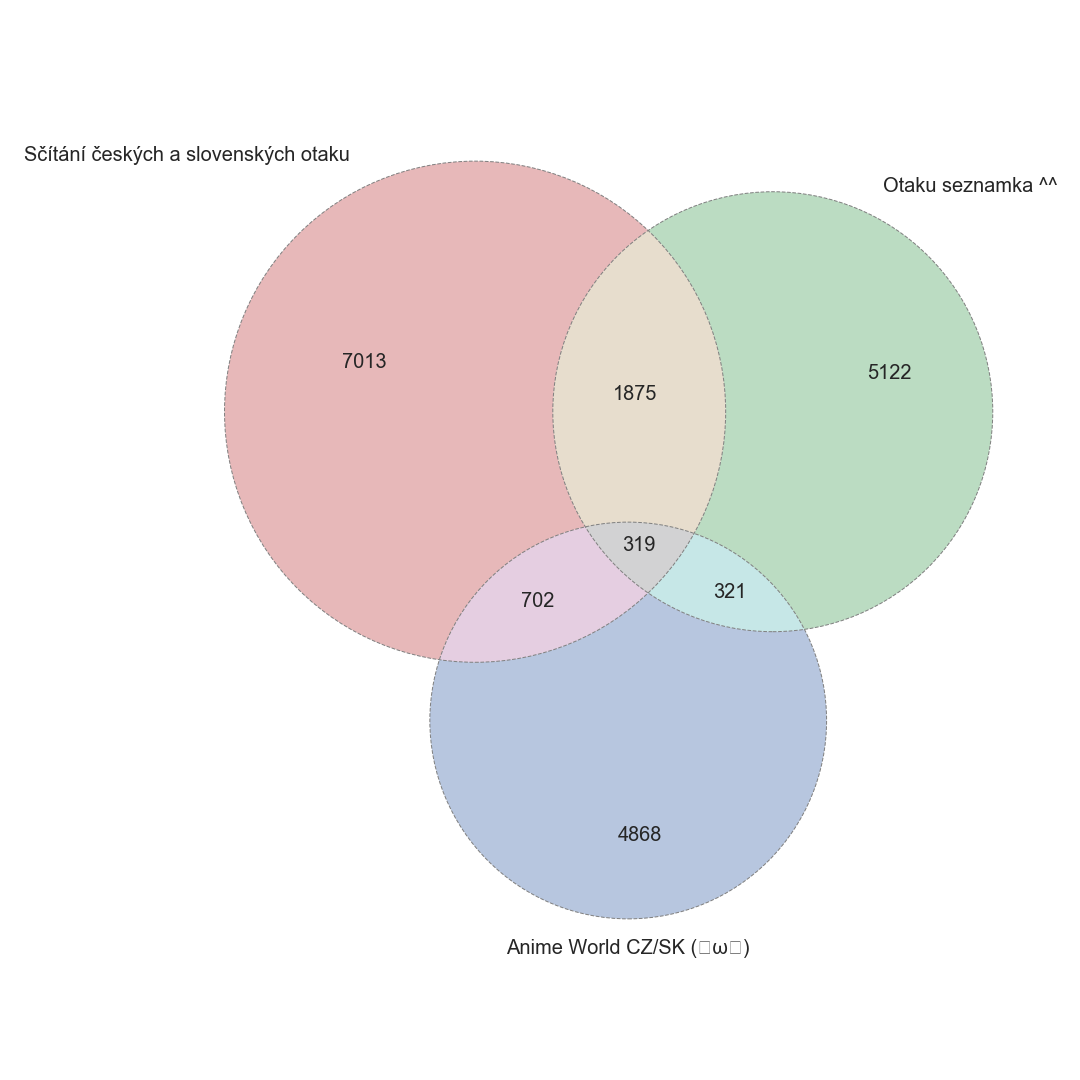 Sčítání českých a slovenských otaku
Otaku seznamka ^^
7013
5122
1875
319
321
702
4868
Anime World CZ/SK (□ω□)